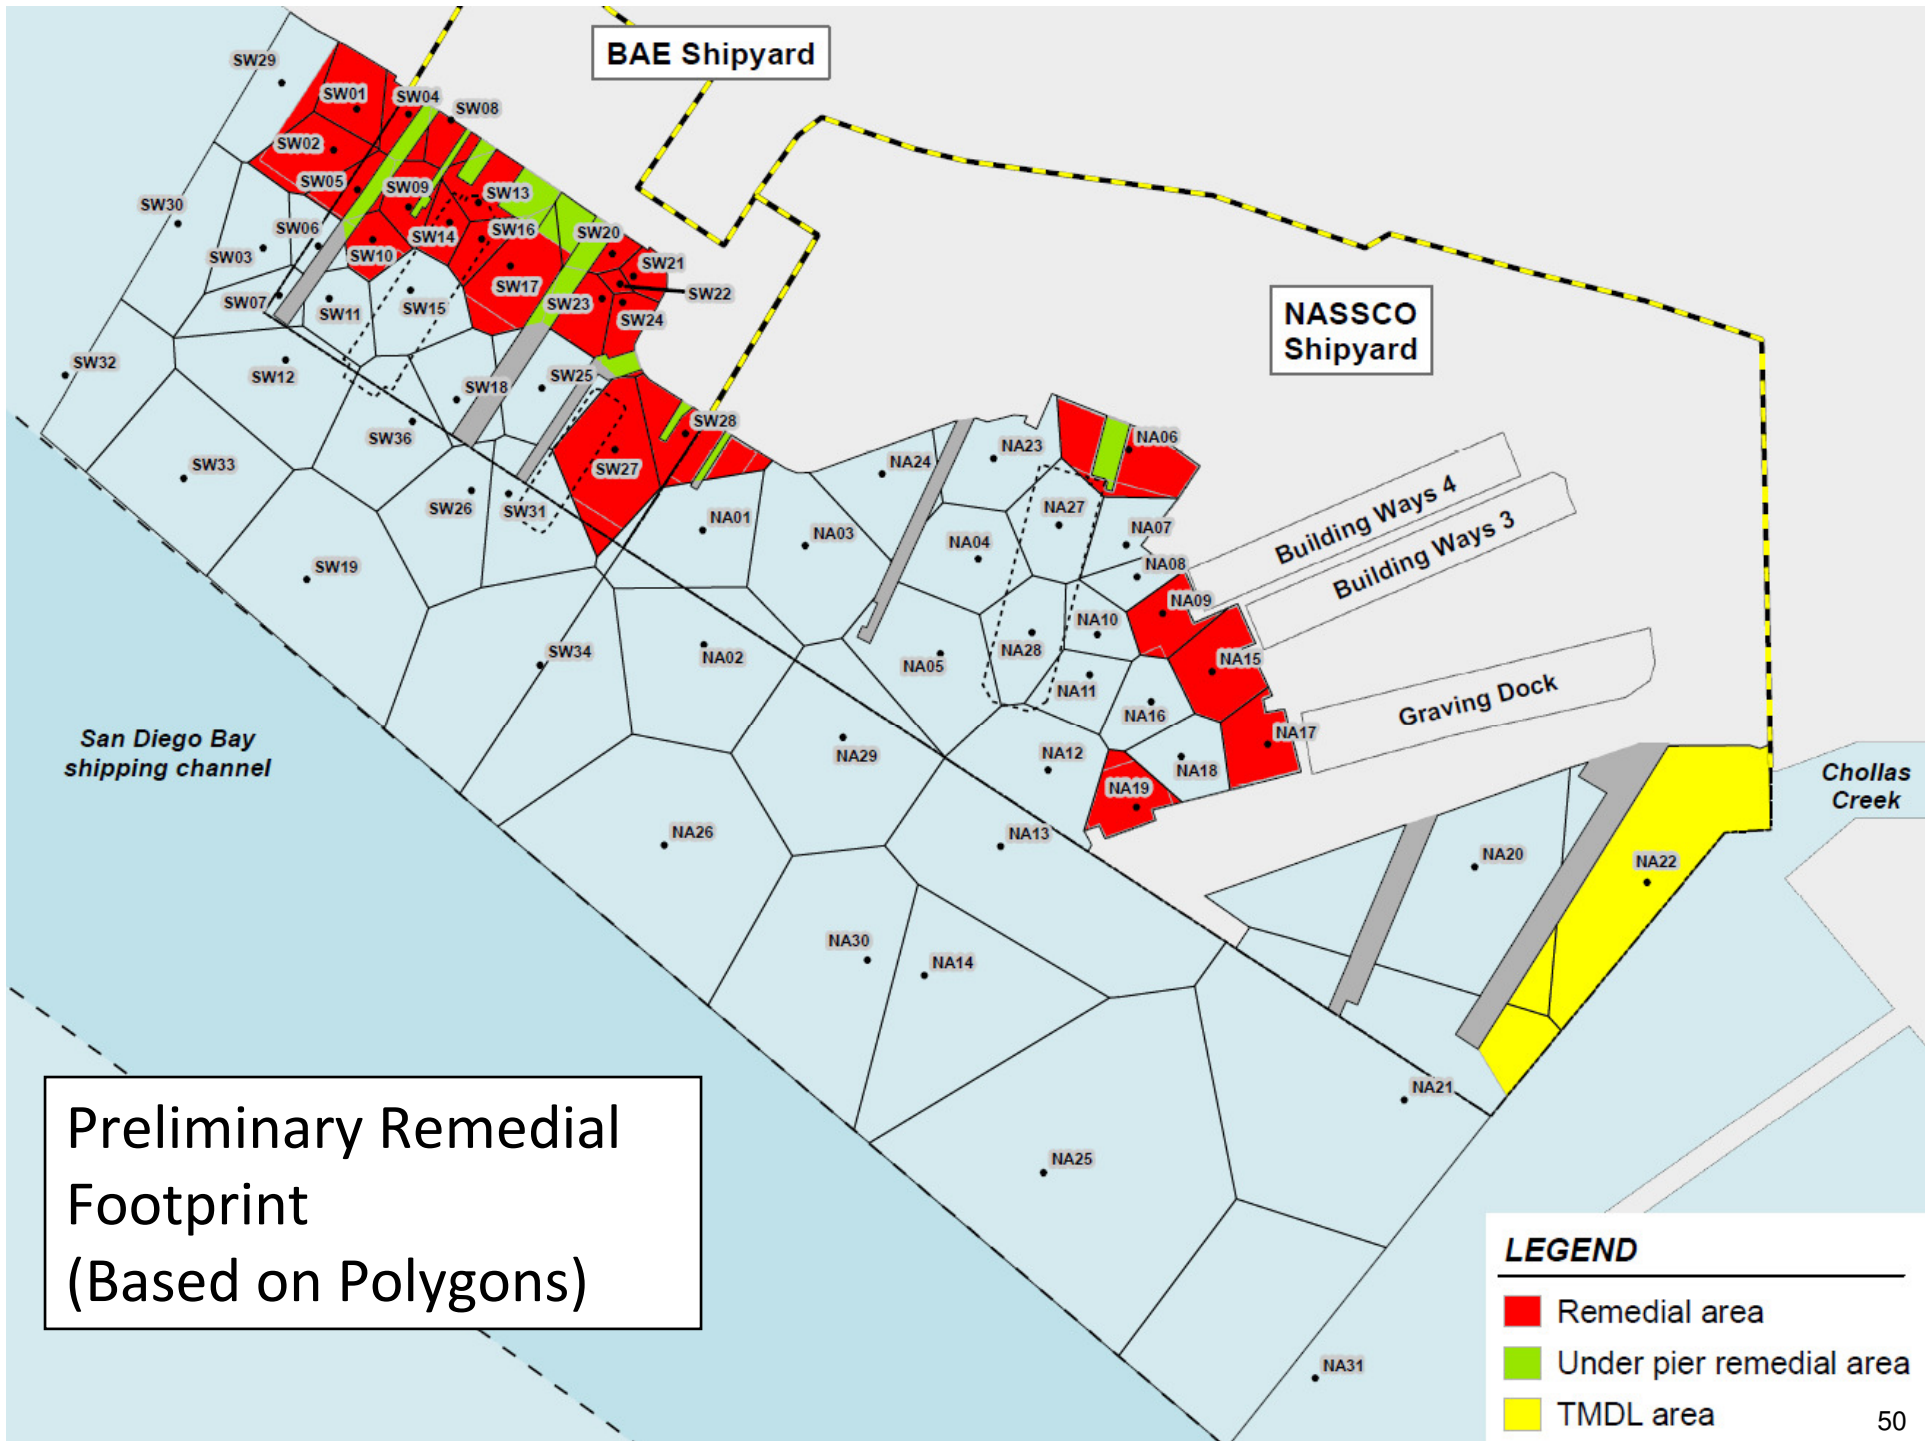 BAE Shipyard
SW29
SW01
SW04
SW08
SW02
SW05
SW09
SW13
SW30
SW06
SW03
SW10
SW14
SW16
SW20
SW21
SW22
SW07
SW11
SW15
SW17
SW23
SW24
NASSCO
Shipyard
SW32
SW12
SW18
SW25
SW36
SW28
SW33
SW27
SW26
SW31
SW19
SW34
NA24
NA23
NA06
NA27
NA01
NA03
NA04
NA07
NA08
NA09
NA10
NA02
NA05
NA28
NA15
NA11
NA16
NA17
NA29
NA12
NA18
NA19
NA26
NA13
NA20
NA22
NA30
NA14
NA21
NA25
NA31
Building Ways 4
Building Ways 3
Graving Dock
San Diego Bay
shipping channel
Chollas
Creek
Preliminary Remedial
Footprint
(Based on Polygons)
LEGEND
Remedial area
Under pier remedial area
TMDL area
50